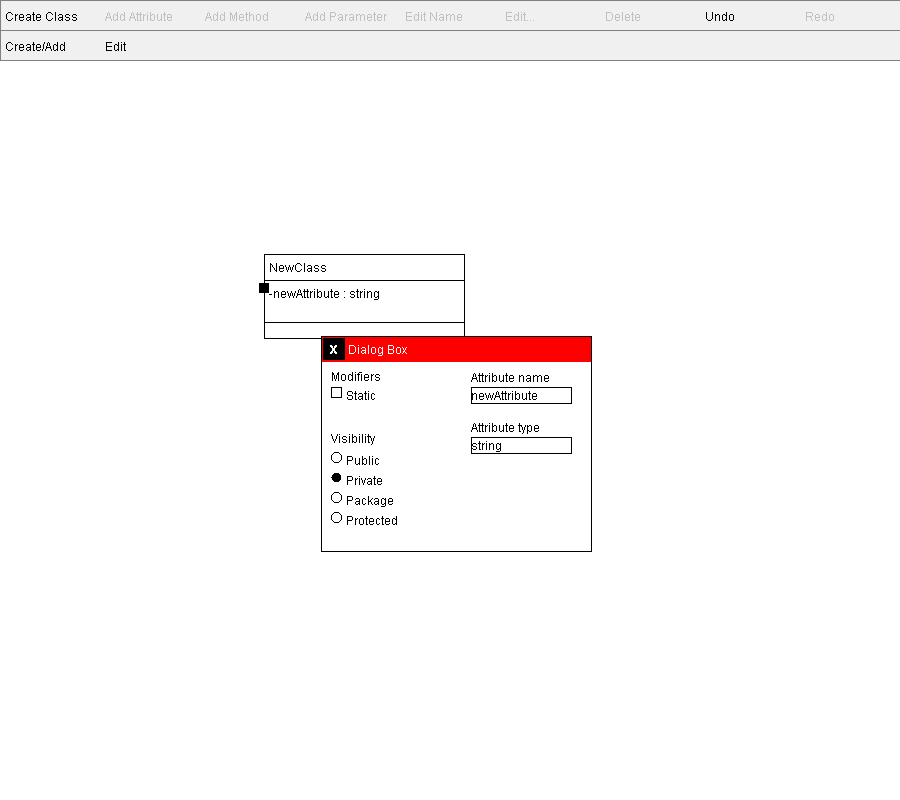 Create Class Add Attribute Add Method Add Parameter Edit Name Edit... Delete Undo Redo
Create/Add Edit
NewClass
-newAttribute : string
X Dialog Box
Modifiers
Static
Visibility
Public
Private
Package
Protected
Attribute name
newAttribute
Attribute type
string